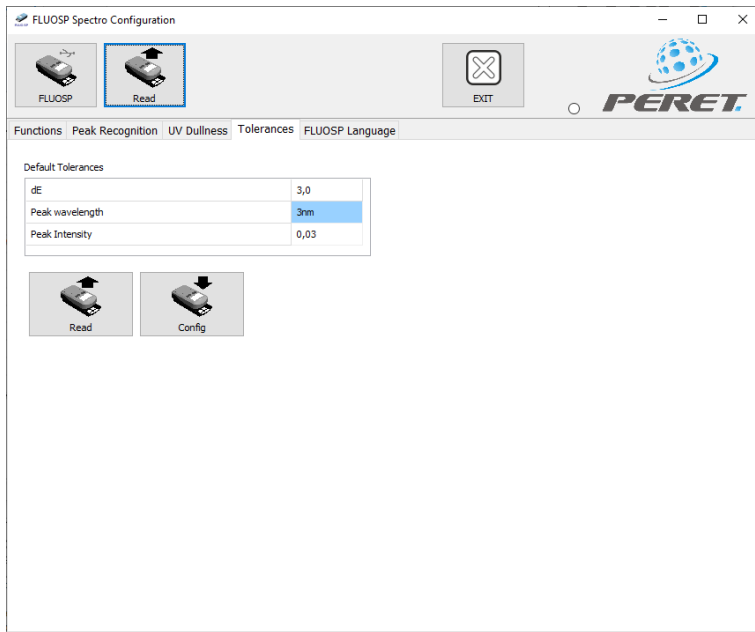 FLUOSP Spectro Configuration
FLUOSP
Read
EXIT
PERET
Functions Peak Recognition UV Dullness Tolerances FLUOSP Language
Default Tolerances
dE 3,0
Peak wavelength 3nm
Peak Intensity 0,03
Read
Config